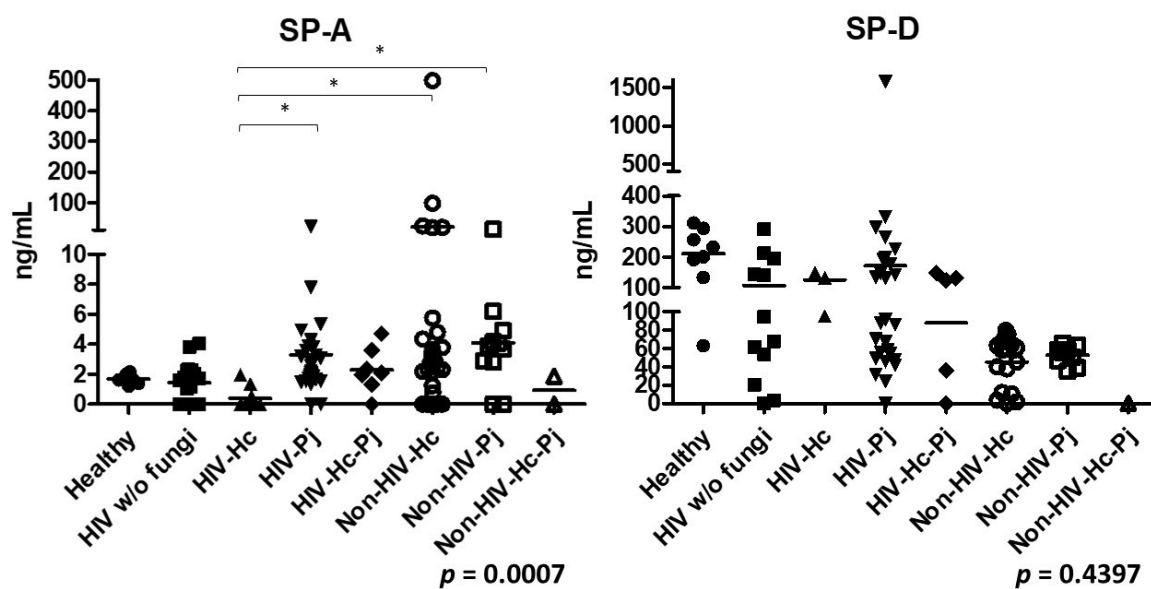 SP-A
*
*
*
ng/mL
500
400
300
200
100
10
8
6
4
2
0
Healthy
HIV w/o fungi
HIV-Hc
HIV-Pj
HIV-Hc-Pj
Non-HIV-Hc
Non-HIV-Pj
Non-HIV-Hc-Pj
p = 0.0007
SP-D
ng/mL
1500
1000
500
400
300
200
100
100
80
60
40
20
0
Healthy
HIV w/o fungi
HIV-Hc
HIV-Pj
HIV-Hc-Pj
Non-HIV-Hc
Non-HIV-Pj
Non-HIV-Hc-Pj
p = 0.4397